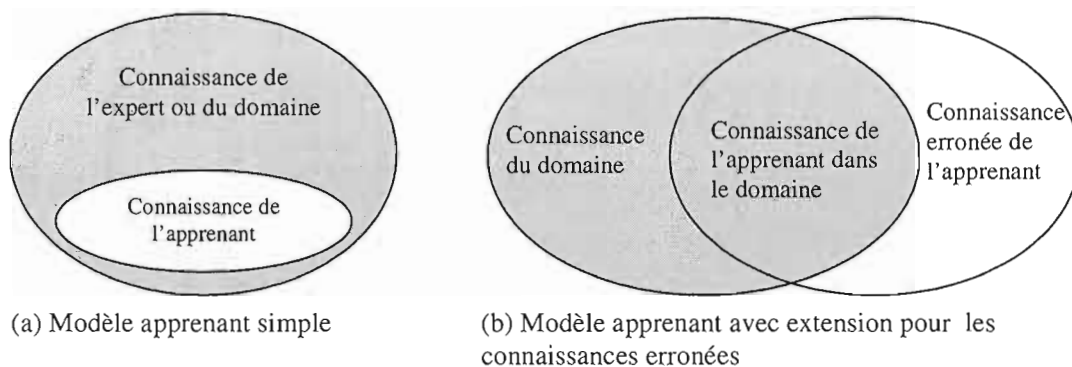 Connaissance de
l'expert ou du domaine
Connaissance de
l'apprenant
(a) Modèle apprenant simple
Connaissance
du domaine
Connaissance de
l'apprenant dans
le domaine
Connaissance
erronée de
l'apprenant
(b) Modèle apprenant avec extension pour les
connaissances erronées